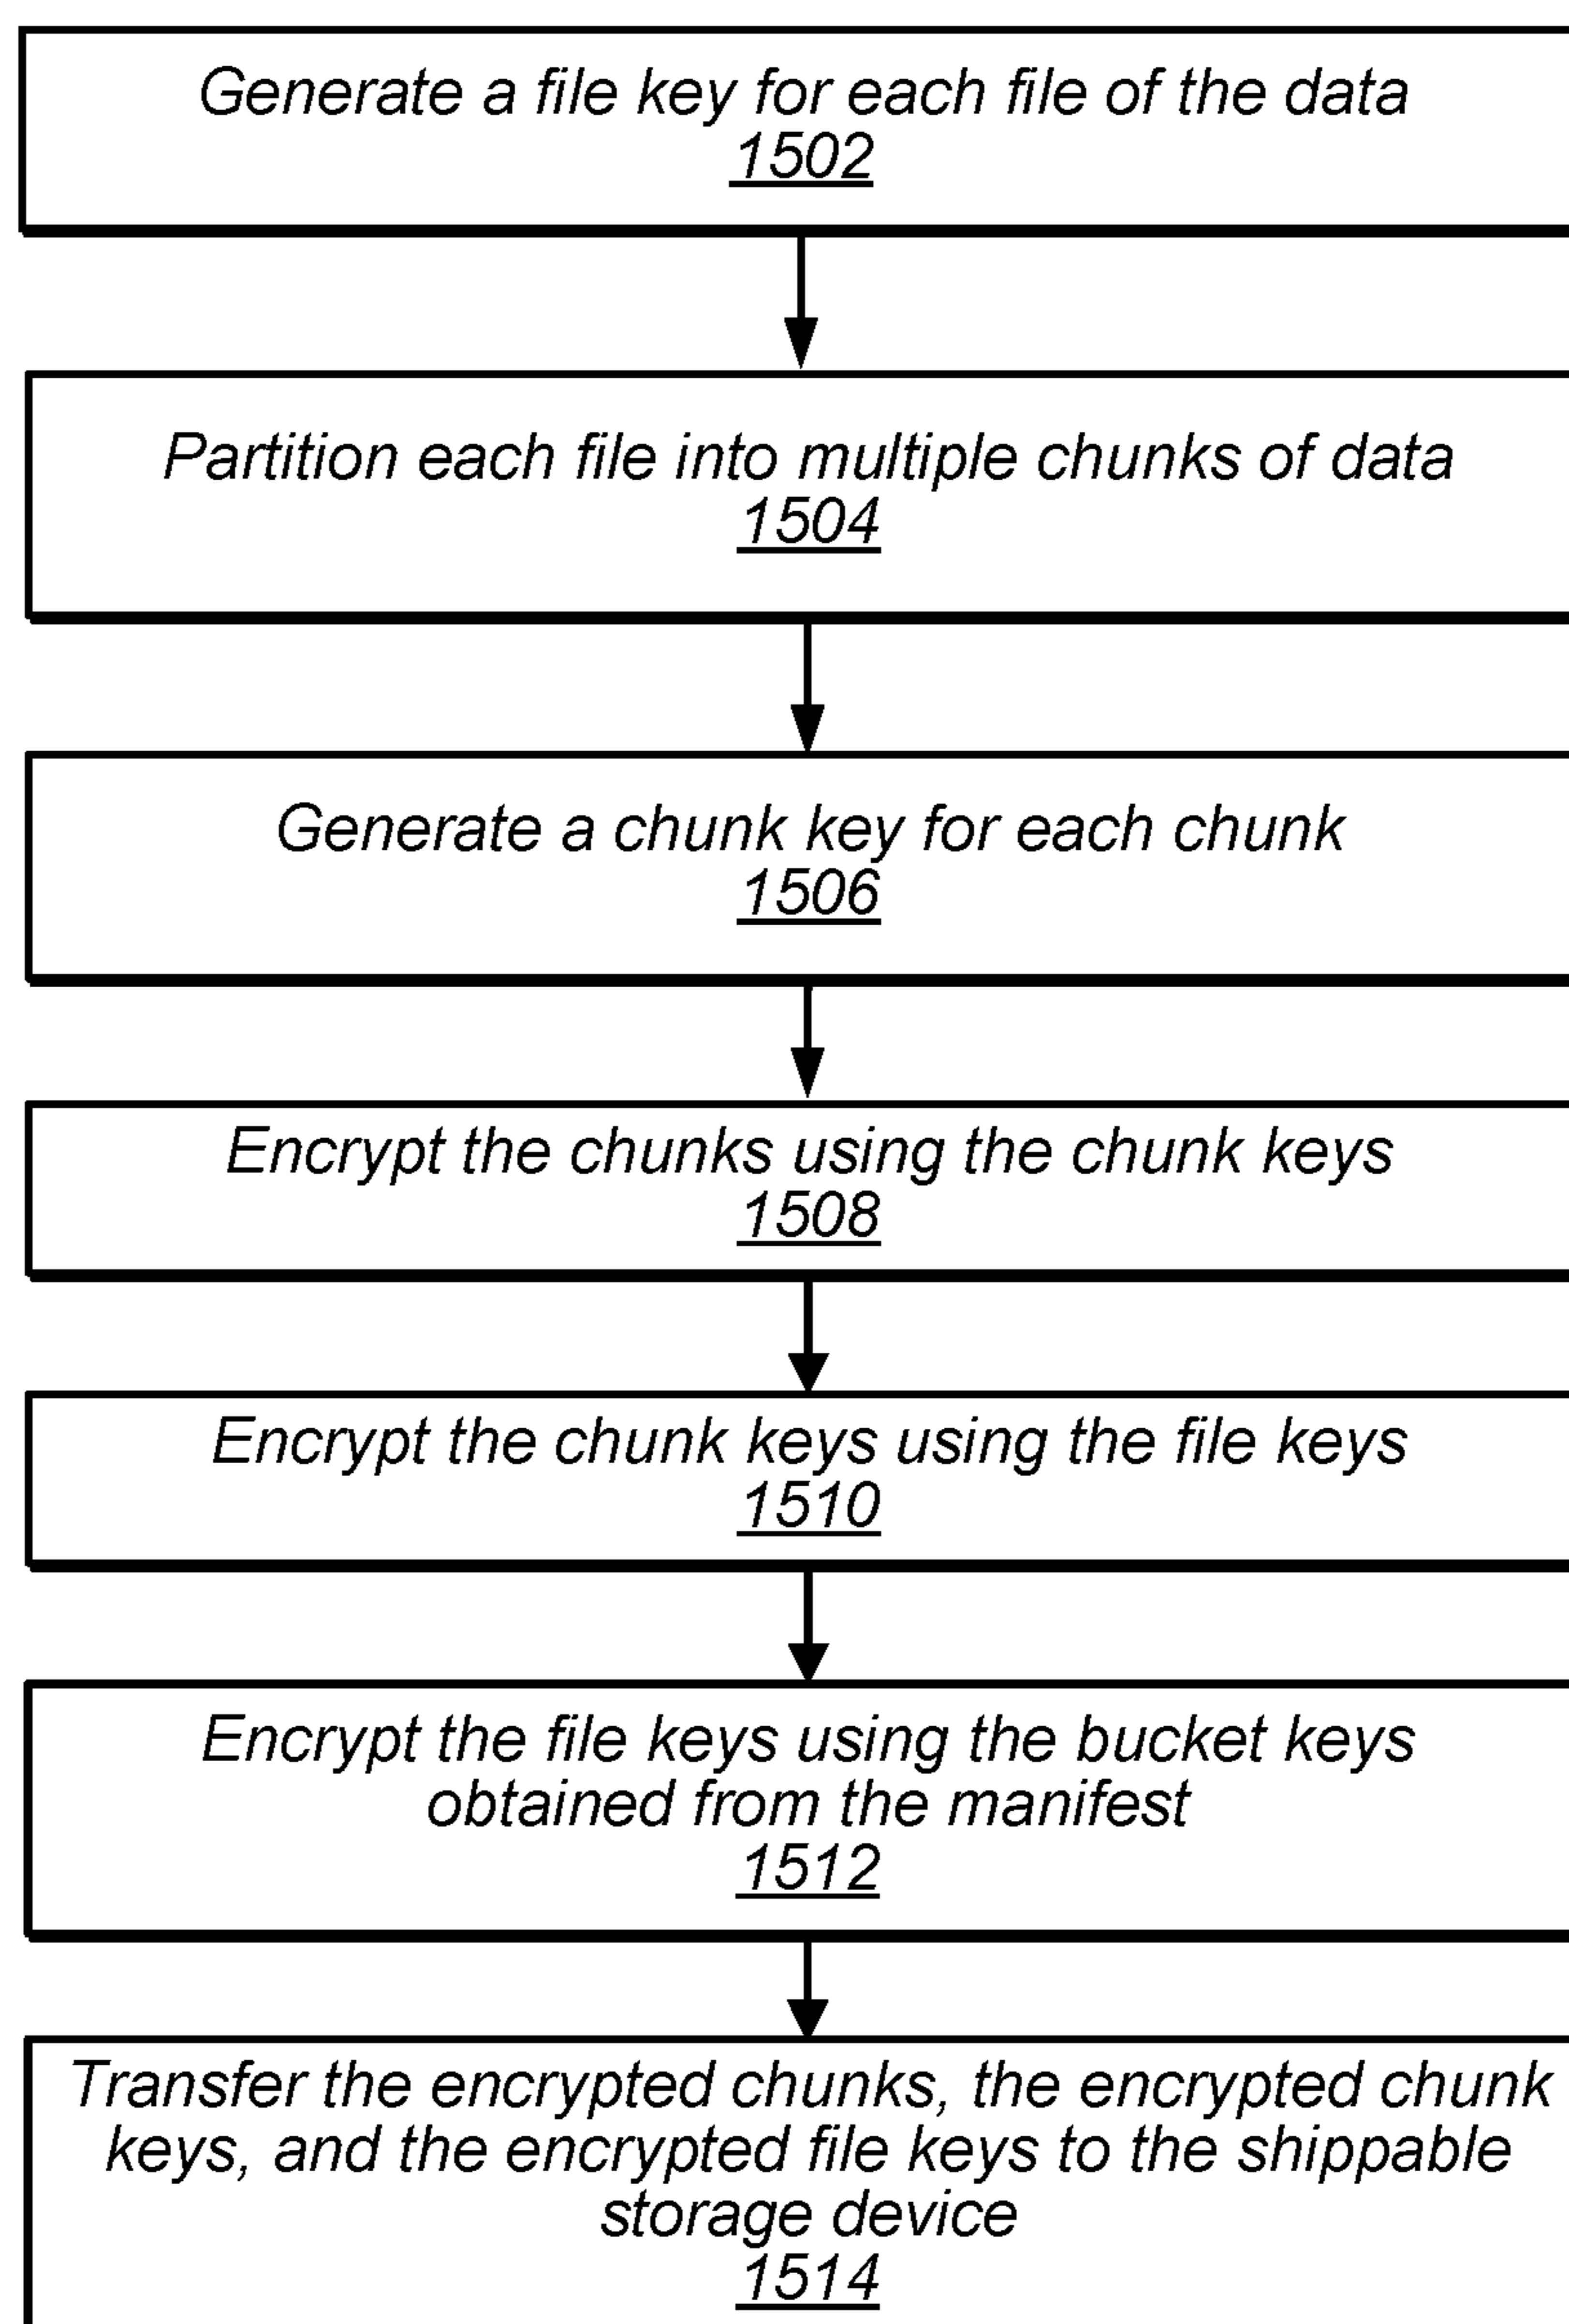 Generate a file key for each file of the data
1502
Partition each file into multiple chunks of data
1504
Generate a chunk key for each chunk
1506
Encrypt the chunks using the chunk keys
1508
Encrypt the chunk keys using the file keys
1510
Encrypt the file keys using the bucket keys
obtained from the manifest
1512
Transfer the encrypted chunks, the encrypted chunk
keys, and the encrypted file keys to the shippable
storage device
1514